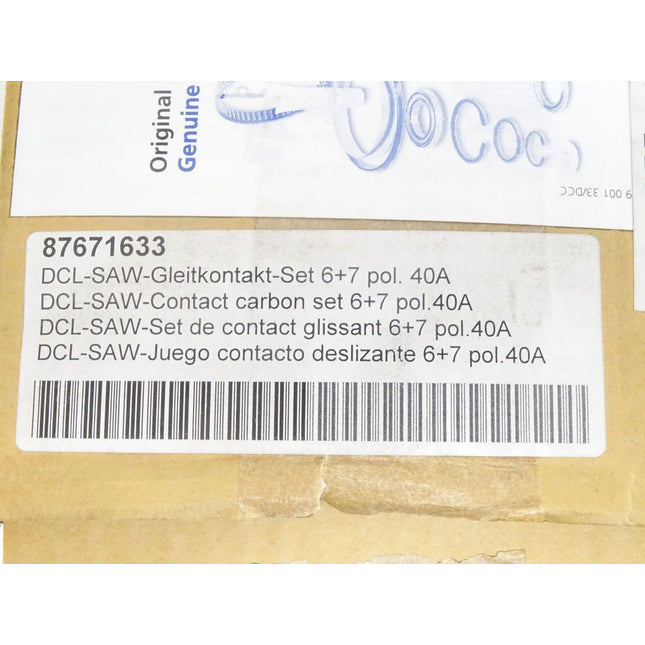 Original
Genuine
9 001 33/DCC
87671633
DCL-SAW-Gleitkontakt-Set 6+7 pol. 40A
DCL-SAW-Contact carbon set 6+7 pol.40A
DCL-SAW-Set de contact glissant 6+7 pol.40A
DCL-SAW-Juego contacto deslizante 6+7 pol.40A